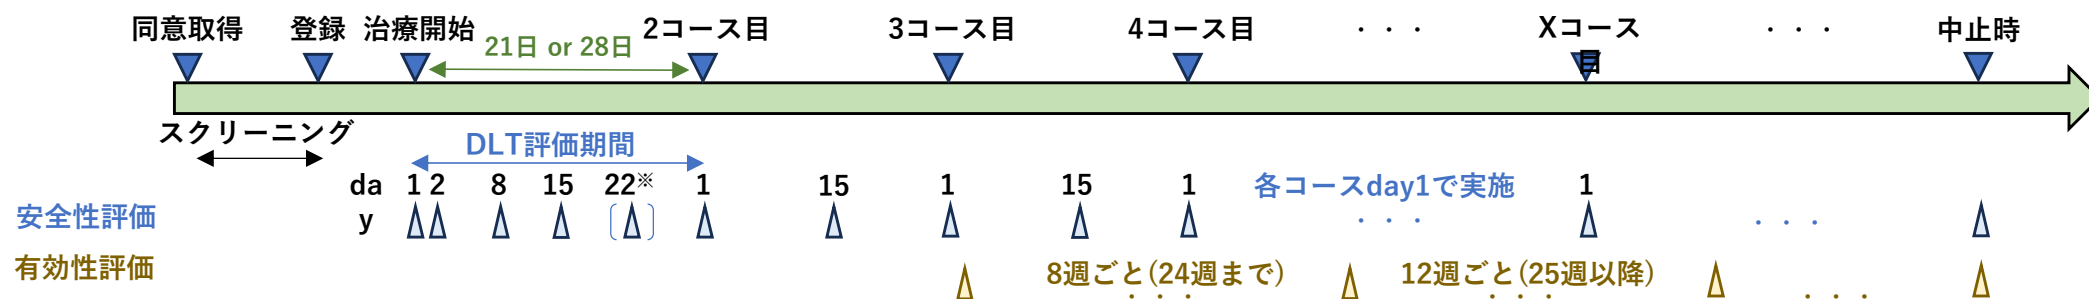 同意取得 登録 治療開始 21日 or 28日 2コース目 3コース目 4コース目 ・・・ Xコース目 ・・・ 中止時
スクリーニング
DLT評価期間
day 1 2 8 15 22※ 1 15 1 15 1 各コースday1で実施 1
安全性評価 ・・・ ・・・
有効性評価 8週ごと(24週まで) 12週ごと(25週以降)
・・・ ・・・ ・・・